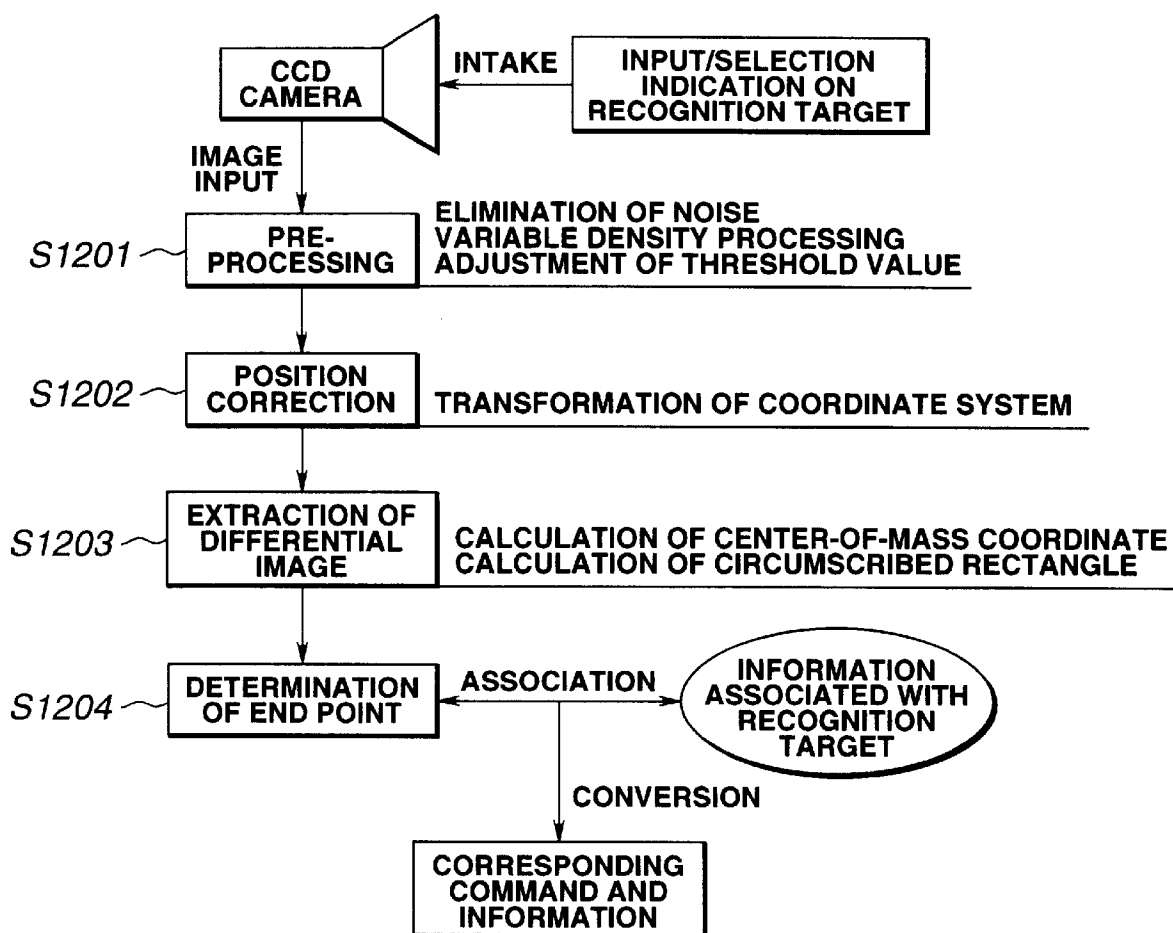 CCD
CAMERA
INTAKE
INPUT/SELECTION
INDICATION ON
RECOGNITION TARGET
IMAGE
INPUT
S1201
PRE-
PROCESSING
ELIMINATION OF NOISE
VARIABLE DENSITY PROCESSING
ADJUSTMENT OF THRESHOLD VALUE
S1202
POSITION
CORRECTION
TRANSFORMATION OF COORDINATE SYSTEM
S1203
EXTRACTION OF
DIFFERENTIAL
IMAGE
CALCULATION OF CENTER-OF-MASS COORDINATE
CALCULATION OF CIRCUMSCRIBED RECTANGLE
S1204
DETERMINATION
OF END POINT
ASSOCIATION
INFORMATION
ASSOCIATED WITH
RECOGNITION
TARGET
CONVERSION
CORRESPONDING
COMMAND AND
INFORMATION